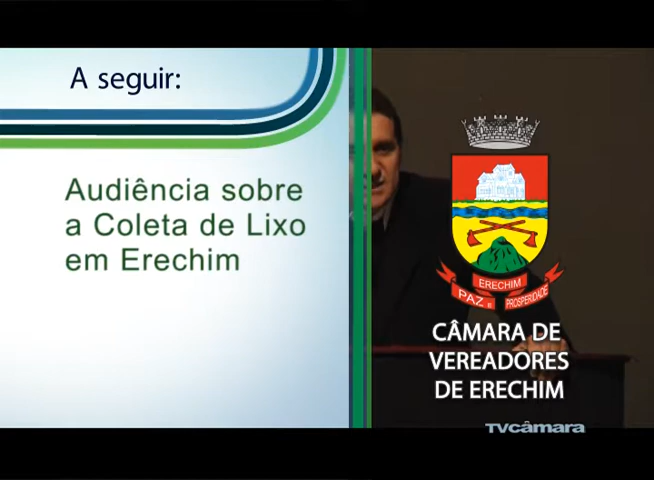 A seguir:
Audiência sobre
a Coleta de Lixo
em Erechim
ERECHIM
PAZ E PROSPERIDADE
CÂMARA DE
VEREADORES
DE ERECHIM
TVcâmara